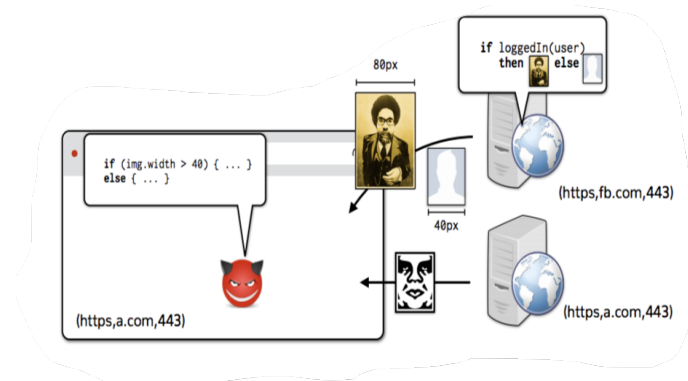 if loggedIn(user)
then else
80px
if (img.width > 40) { ... }
else { ... }
(https,fb.com,443)
40px
(https,a.com,443)
(https,a.com,443)